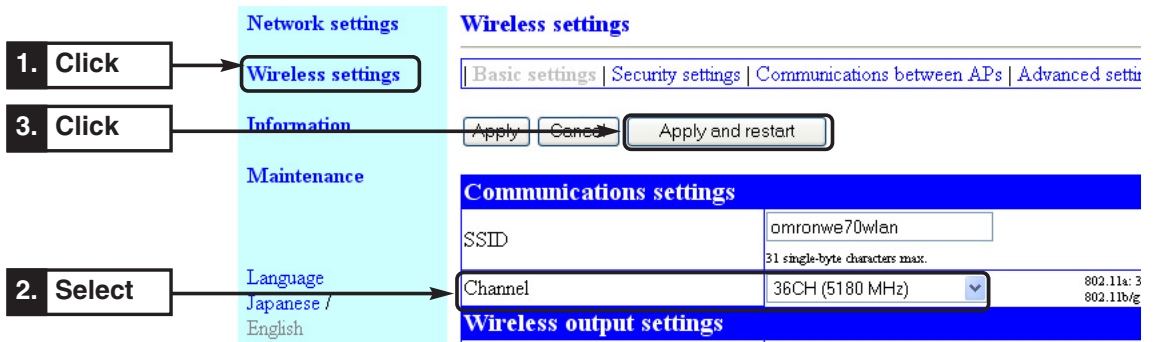 Network settings
Wireless settings
1. Click
Wireless settings
| Basic settings | Security settings | Communications between APs | Advanced settin
3. Click
Information
Apply Cancel Apply and restart
Maintenance
Communications settings
SSID
omronwe70wlan
31 single-byte characters max.
2. Select
Language
Japanese /
English
Channel
36CH (5180 MHz)
802.11a: 3
802.11b/g
Wireless output settings